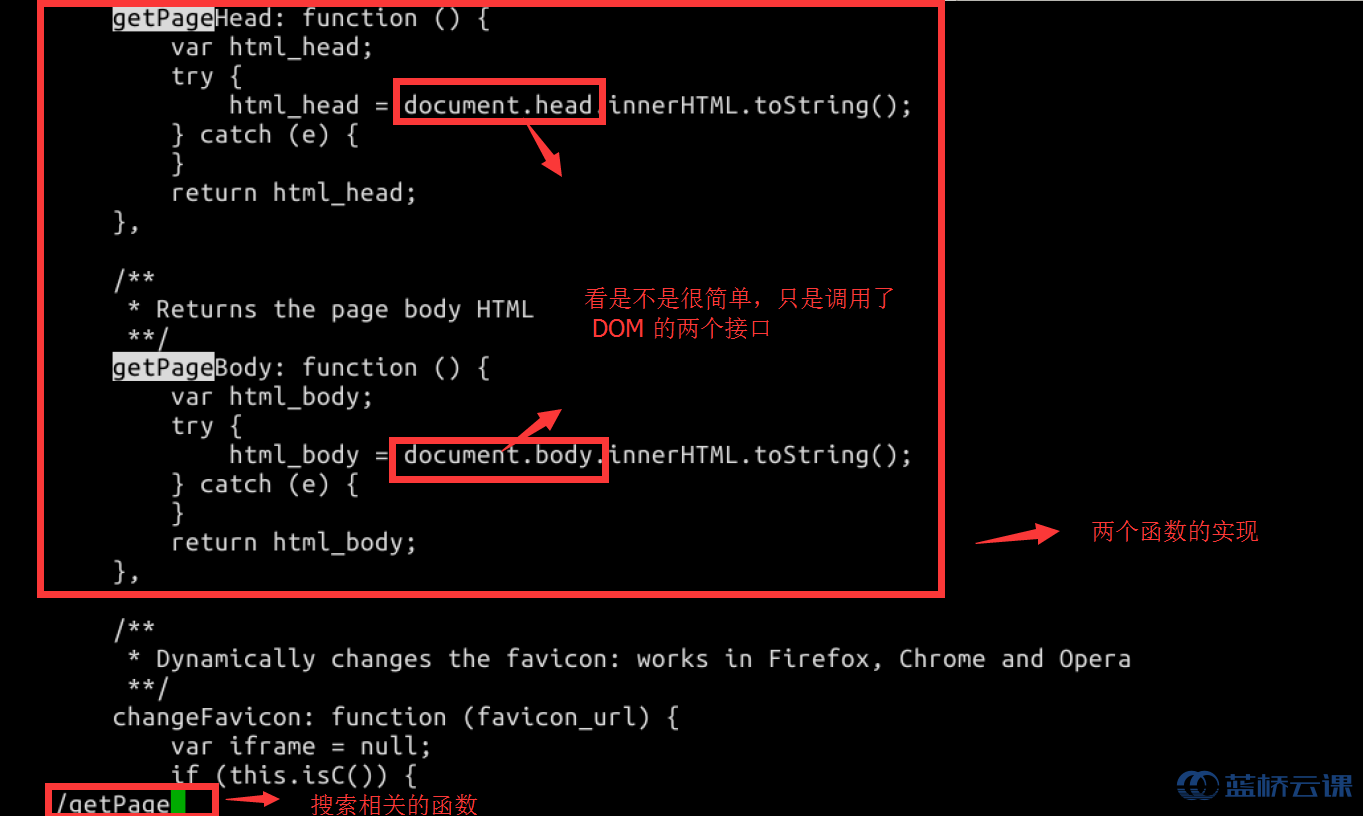 getPageHead: function () {
var html_head;
try {
html_head = document.head.innerHTML.toString();
} catch (e) {
}
return html_head;
},
/**
* Returns the page body HTML
**/
看是不是很简单，只是调用了
DOM 的两个接口
getPageBody: function () {
var html_body;
try {
html_body = document.body.innerHTML.toString();
} catch (e) {
}
return html_body;
},
两个函数的实现
/**
* Dynamically changes the favicon: works in Firefox, Chrome and Opera
**/
changeFavicon: function (favicon_url) {
var iframe = null;
if (this.isC()) {
/getPage
搜索相关的函数
蓝桥云课